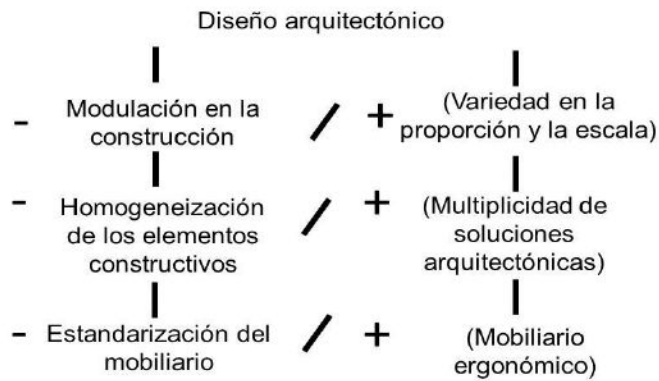 Diseño arquitectónico
- Modulación en la construcción / + (Variedad en la proporción y la escala)
- Homogeneización de los elementos constructivos / + (Multiplicidad de soluciones arquitectónicas)
- Estandarización del mobiliario / + (Mobiliario ergonómico)